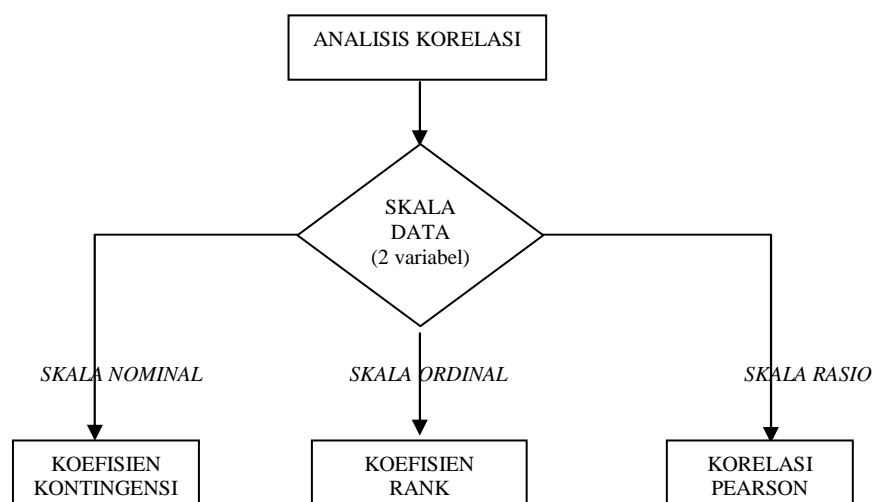 ANALISIS KORELASI
SKALA
DATA
(2 variabel)
SKALA NOMINAL
SKALA ORDINAL
SKALA RASIO
KOEFISIEN
KONTINGENSI
KOEFISIEN
RANK
KORELASI
PEARSON